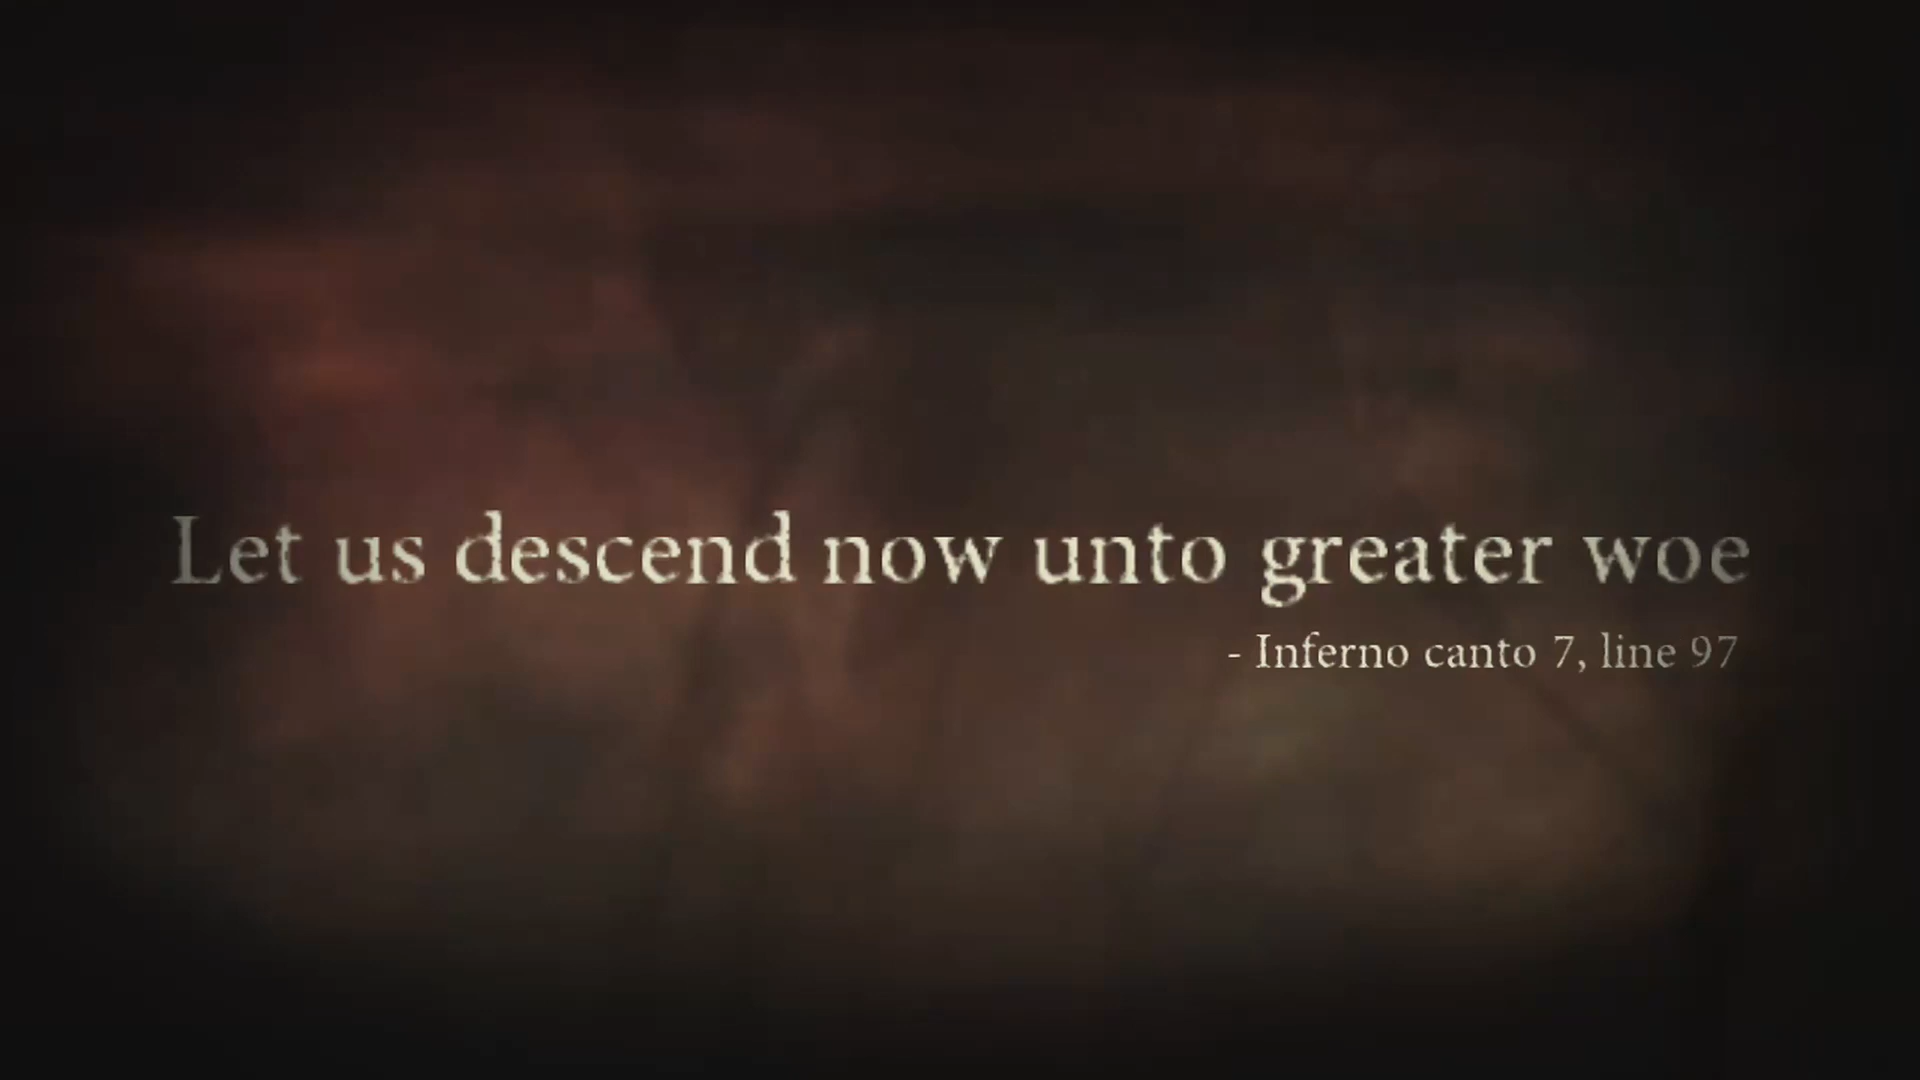 Let us descend now unto greater woe
- Inferno canto 7, line 97